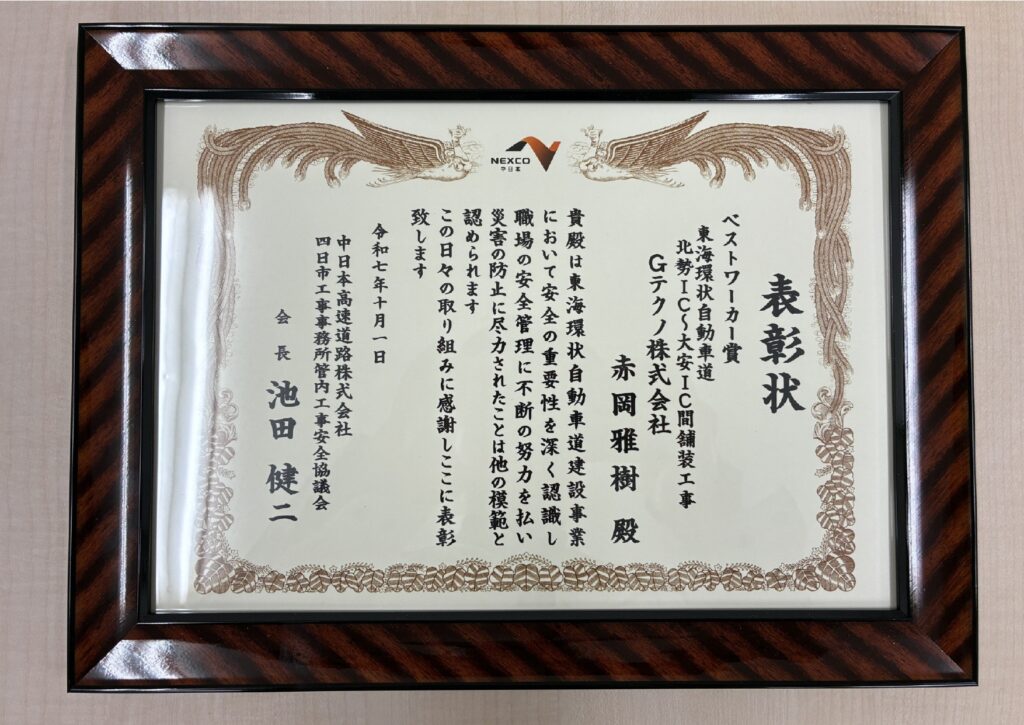 NEXCO
中日本
表彰状
ベストワーカー賞
東海環状自動車道
北勢IC～大安IC間舗装工事
Gテクノ株式会社
赤岡雅樹 殿
貴殿は東海環状自動車道建設事業
において安全の重要性を深く認識し
職場の安全管理に不断の努力を払い
災害の防止に尽力されたことは他の模範と
認められます
この日々の取り組みに感謝しここに表彰
致します
令和七年十月一日
中日本高速道路株式会社
四日市工事事務所管内工事安全協議会
会長 池田健二